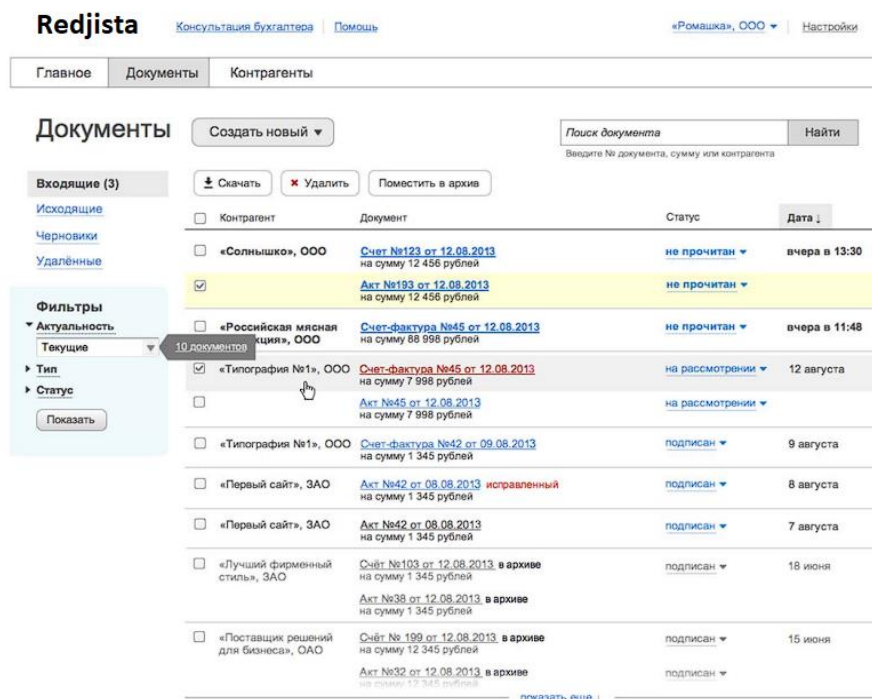 Redjista
Консультация бухгалтера Помощь «Ромашка», ООО Настройки
Главное Документы Контрагенты
Документы Создать новый Поиск документа Найти
Введите № документа, сумму или контрагента
Входящие (3) Скачать Удалить Поместить в архив
Исходящие
Черновики
Удалённые
Контрагент Документ Статус Дата ↓
«Солнышко», ООО Счет №123 от 12.08.2013 не прочитан вчера в 13:30
на сумму 12 456 рублей
Акт №193 от 12.08.2013 не прочитан
на сумму 12 456 рублей
Фильтры
Актуальность
Текущие 10 документов
Тип
Статус
Показать
«Российская мясная Счет-фактура №45 от 12.08.2013 не прочитан вчера в 11:48
кция», ООО на сумму 88 998 рублей
«Типография №1», ООО Счет-фактура №45 от 12.08.2013 на рассмотрении 12 августа
на сумму 7 998 рублей
Акт №45 от 12.08.2013 на рассмотрении
на сумму 7 998 рублей
«Типография №1», ООО Счет-фактура №42 от 09.08.2013 подписан 9 августа
на сумму 1 345 рублей
«Первый сайт», ЗАО Акт №42 от 08.08.2013 исправленный подписан 8 августа
на сумму 1 345 рублей
«Первый сайт», ЗАО Акт №42 от 08.08.2013 подписан 7 августа
на сумму 1 345 рублей
«Лучший фирменный Счёт №103 от 12.08.2013 в архиве подписан 18 июня
стиль», ЗАО на сумму 1 345 рублей
Акт №38 от 12.08.2013 в архиве
на сумму 1 345 рублей
«Поставщик решений Счёт № 199 от 12.08.2013 в архиве подписан 15 июня
для бизнеса», ОАО на сумму 12 345 рублей
Акт №32 от 12.08.2013 в архиве подписан
на сумму 12 345 рублей
показать еще ↓